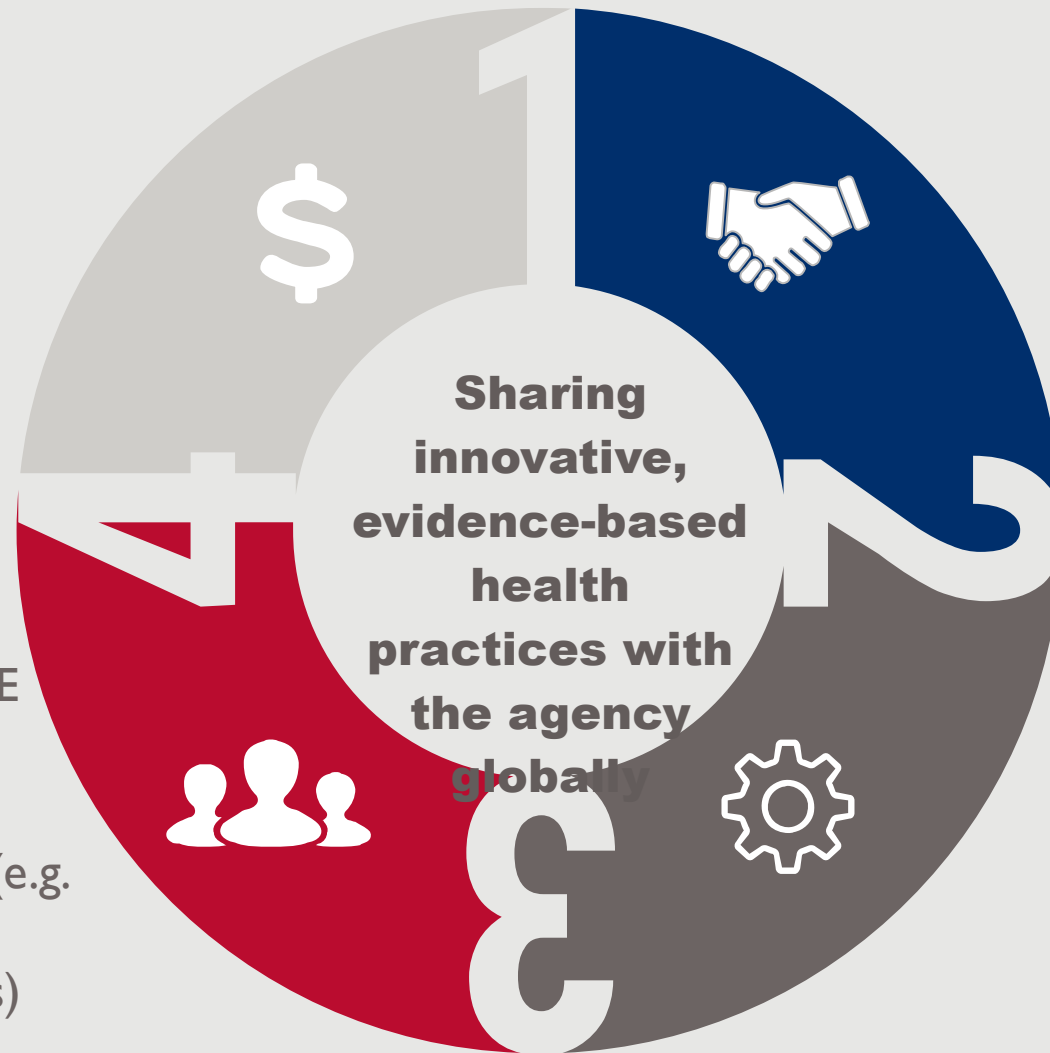 1
Sharing
innovative,
evidence-based
health
practices with
the agency
globally
2
3
4
E
(e.g.
s)